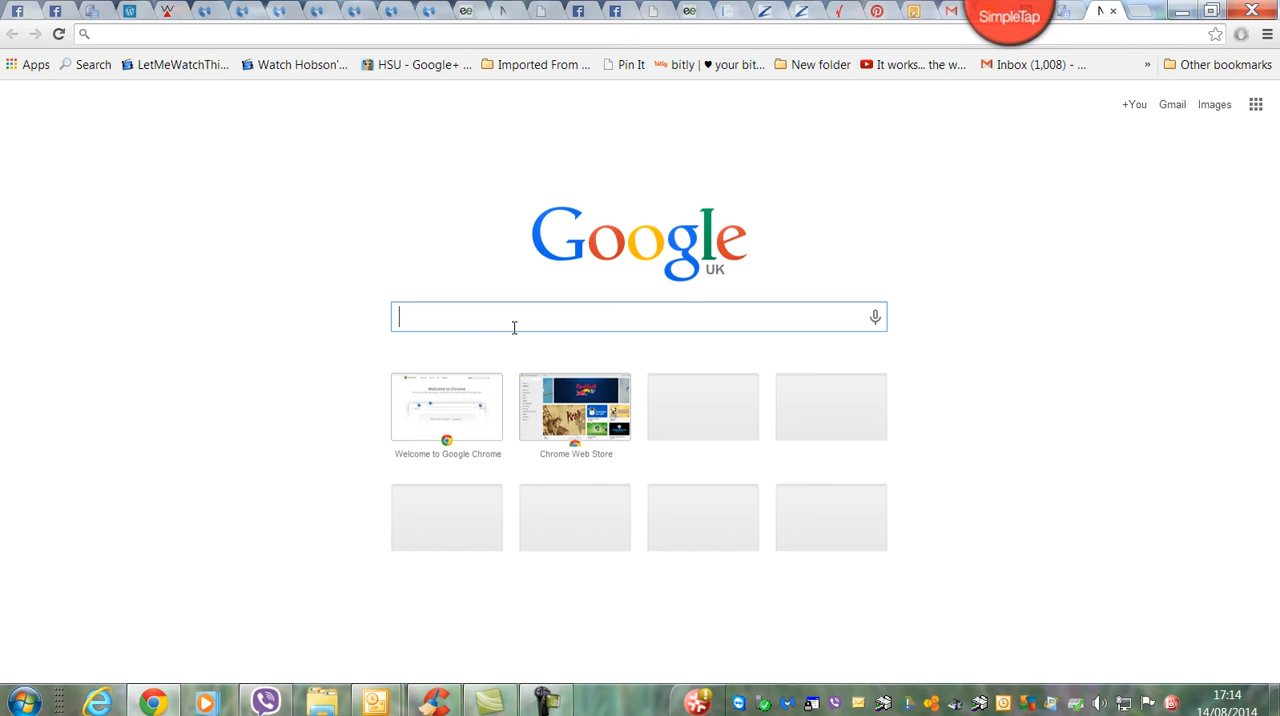 SimpleTap
N
Apps Search LetMeWatchThi... Watch Hobson'... HSU - Google+ ... Imported From ... Pin It bitly | ♥ your bit... New folder It works... the w... Inbox (1,008) - ... » Other bookmarks
+You Gmail Images
Google
UK
Welcome to Google Chrome Chrome Web Store
17:14
14/08/2014